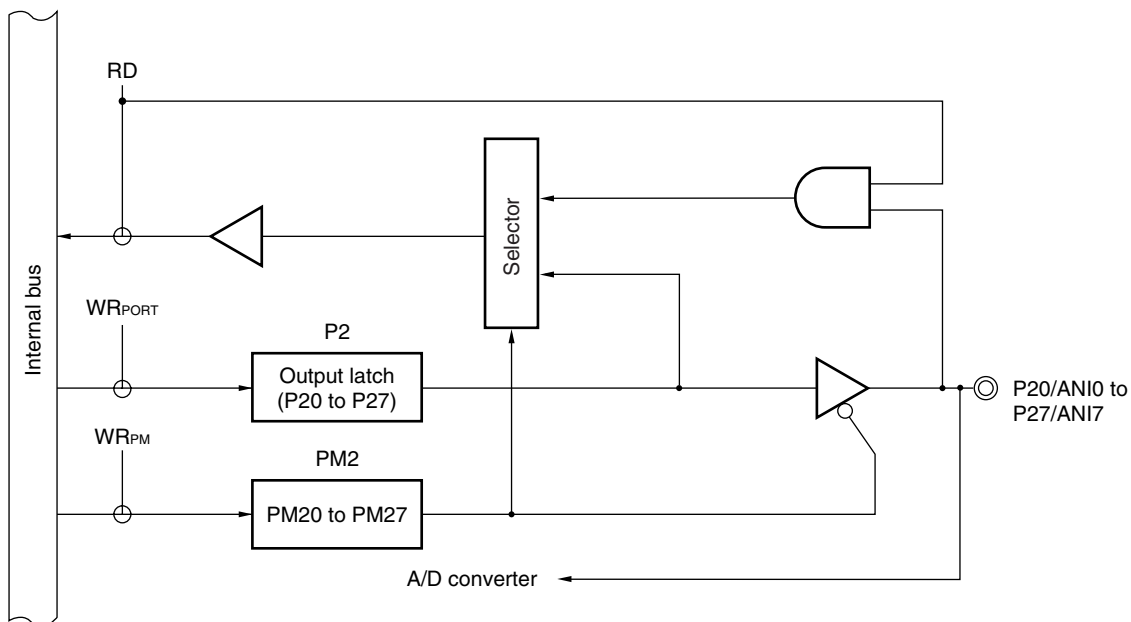 RD
Selector
Internal bus
WRPORT
P2
Output latch
(P20 to P27)
P20/ANI0 to
P27/ANI7
WRPM
PM2
PM20 to PM27
A/D converter